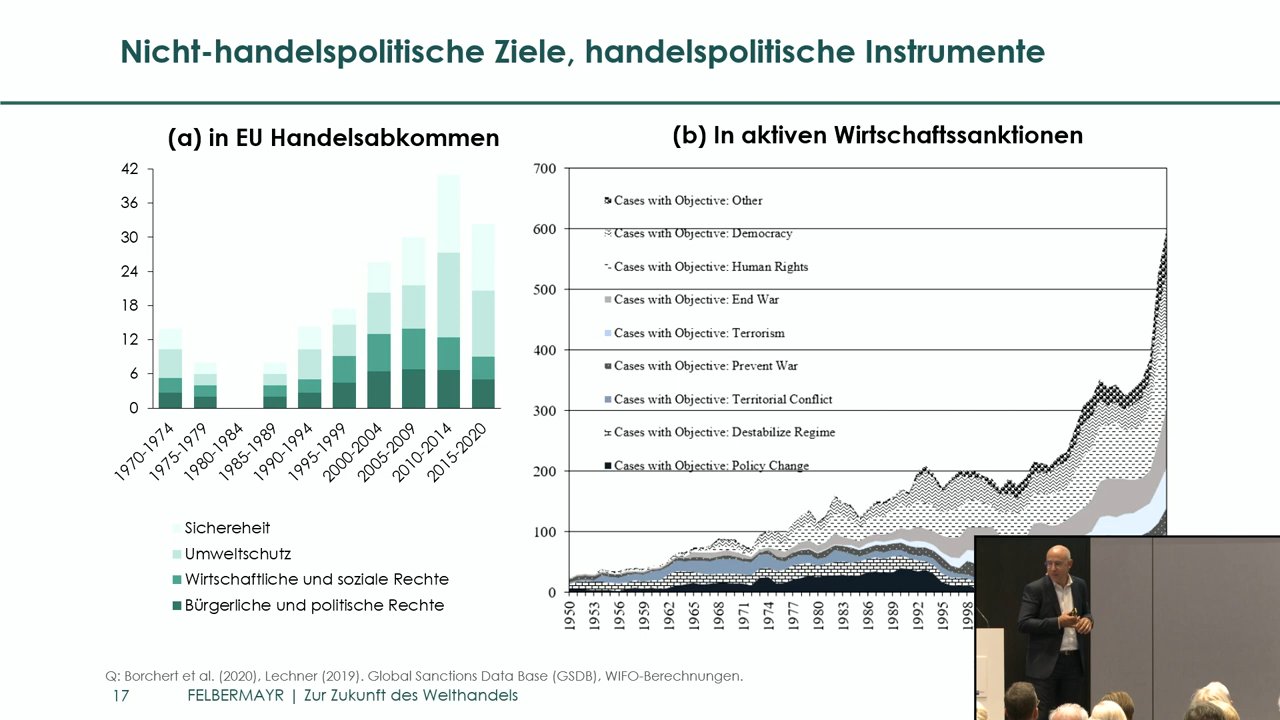 Nicht-handelspolitische Ziele, handelspolitische Instrumente
(a) in EU Handelsabkommen
42
36
30
24
18
12
6
0
1970-1974
1975-1979
1980-1984
1985-1989
1990-1994
1995-1999
2000-2004
2005-2009
2010-2014
2015-2020
Sichereheit
Umweltschutz
Wirtschaftliche und soziale Rechte
Bürgerliche und politische Rechte
(b) In aktiven Wirtschaftssanktionen
700
600
500
400
300
200
100
0
Cases with Objective: Other
Cases with Objective: Democracy
Cases with Objective: Human Rights
Cases with Objective: End War
Cases with Objective: Terrorism
Cases with Objective: Prevent War
Cases with Objective: Territorial Conflict
Cases with Objective: Destabilize Regime
Cases with Objective: Policy Change
1950
1953
1956
1959
1962
1965
1968
1971
1974
1977
1980
1983
1986
1989
1992
1995
1998
Q: Borchert et al. (2020), Lechner (2019). Global Sanctions Data Base (GSDB), WIFO-Berechnungen.
17 FELBERMAYR | Zur Zukunft des Welthandels